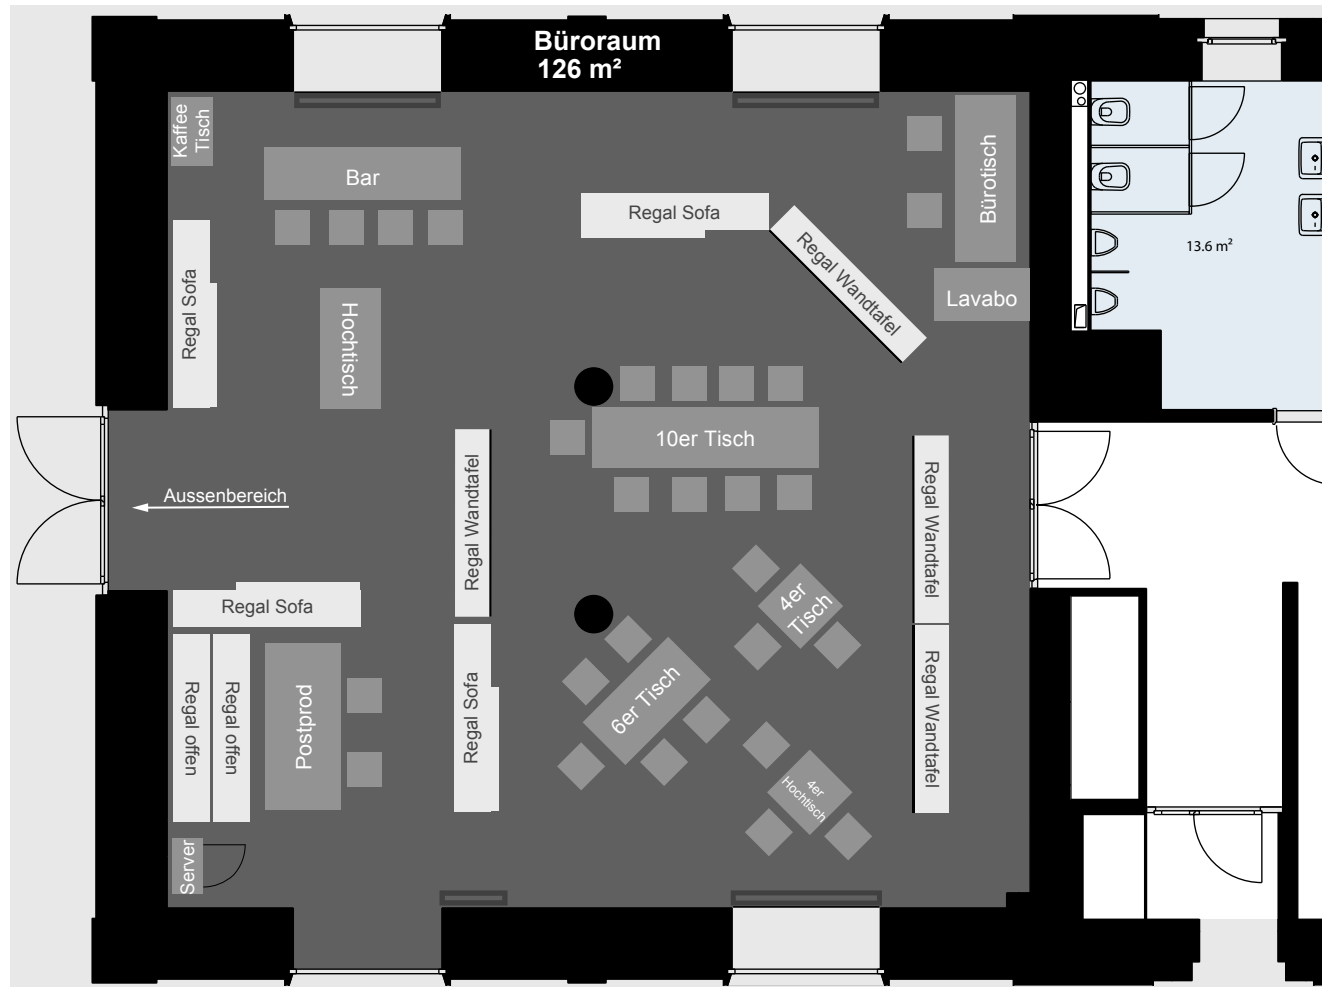 Büroraum
126 m²
Kaffee
Tisch
Bar
Regal Sofa
Bürotisch
Regal Wandtafel
13.6 m²
Regal Sofa
Hochtisch
Lavabo
10er Tisch
Regal Wandtafel
Regal Wandtafel
Aussenbereich
Regal Sofa
4er
Tisch
Regal offen
Regal offen
Postprod
Regal Sofa
6er Tisch
Regal Wandtafel
4er
Hochtisch
Server